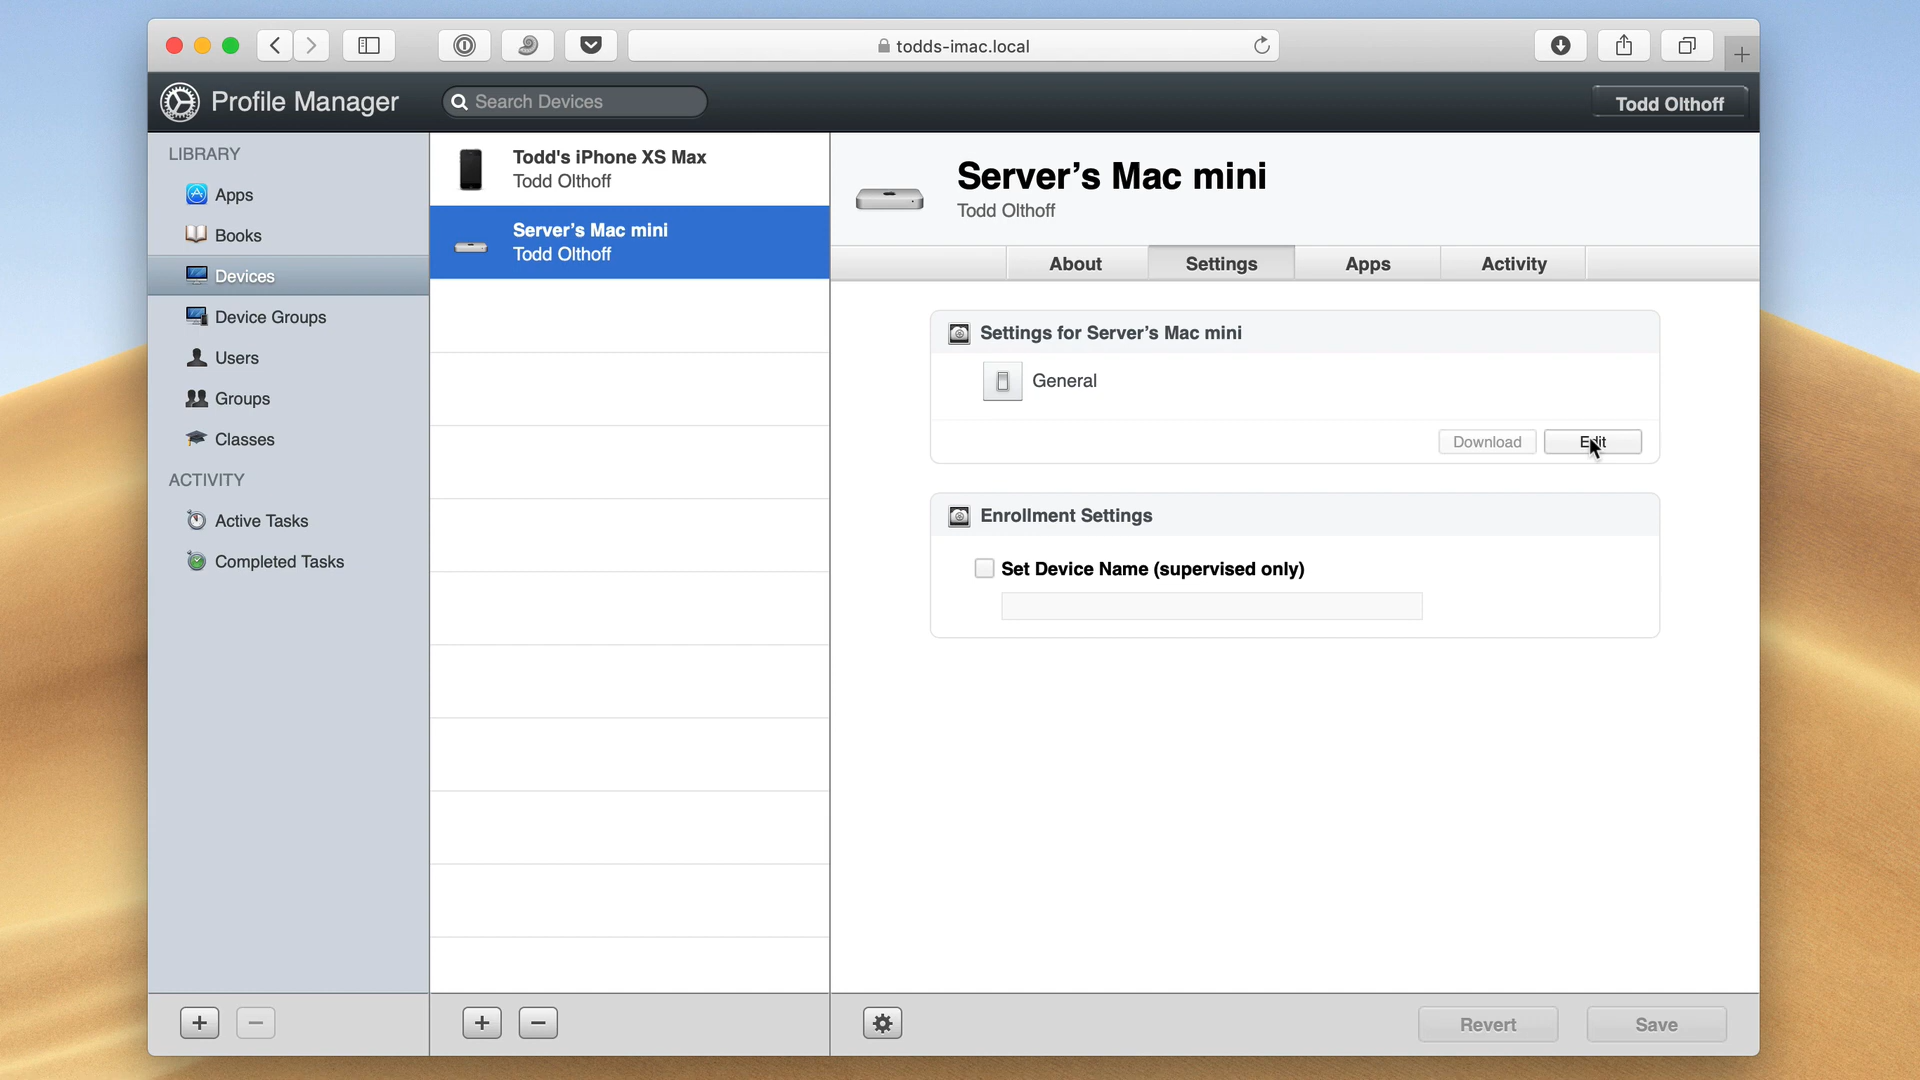 todds-imac.local
Profile Manager
Search Devices
Todd Olthoff
LIBRARY
Apps
Books
Devices
Device Groups
Users
Groups
Classes
ACTIVITY
Active Tasks
Completed Tasks
Todd's iPhone XS Max
Todd Olthoff
Server’s Mac mini
Todd Olthoff
Server’s Mac mini
Todd Olthoff
About
Settings
Apps
Activity
Settings for Server’s Mac mini
General
Download
Edit
Enrollment Settings
Set Device Name (supervised only)
Revert
Save